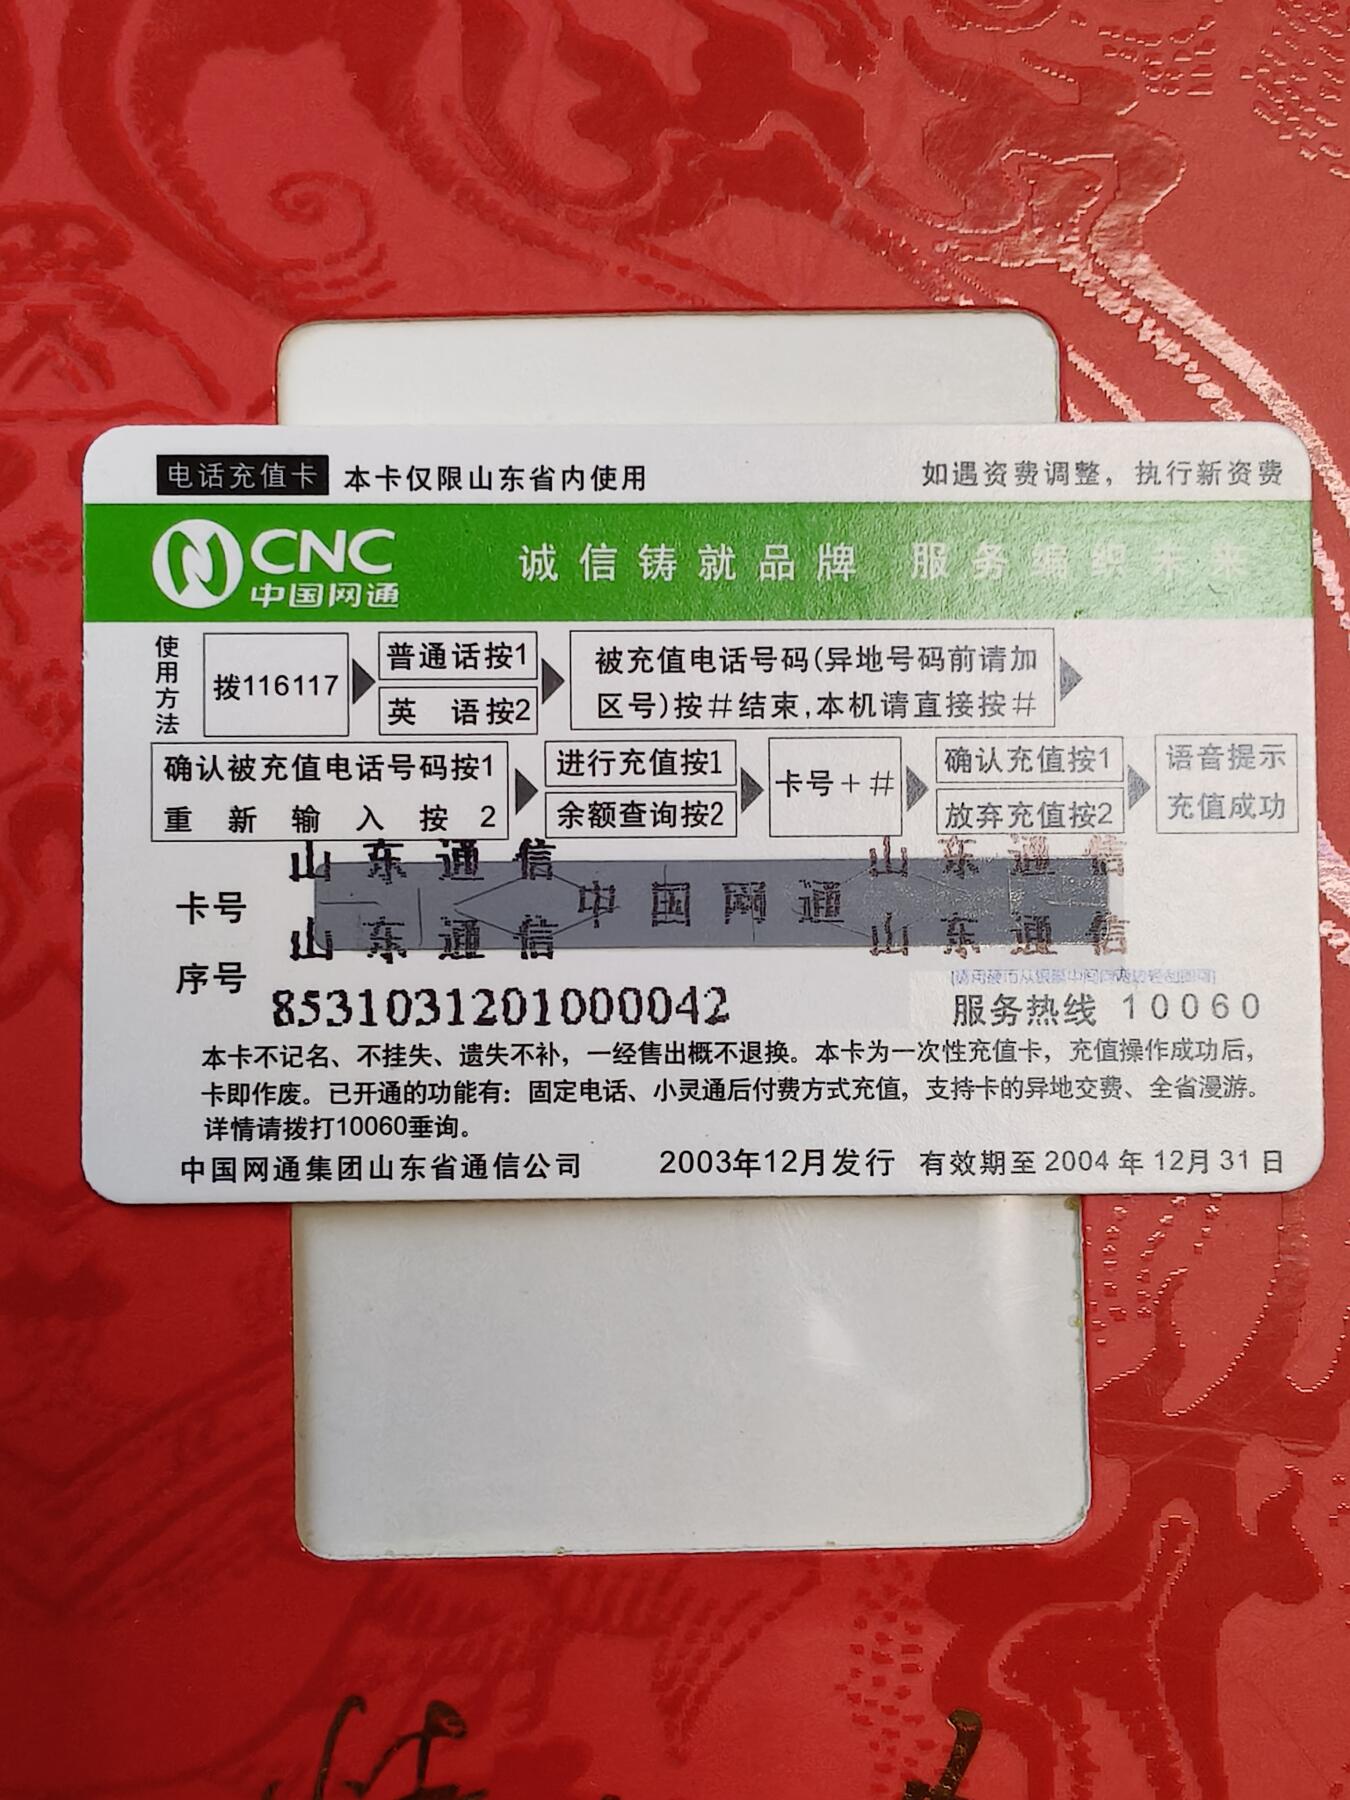 电话充值卡 本卡仅限山东省内使用 如遇资费调整，执行新资费
CNC 中国网通 诚信铸就品牌 服务编织未来
使用方法
拨116117
普通话按1
英 语按2
被充值电话号码(异地号码前请加
区号)按＃结束,本机请直接按＃
确认被充值电话号码按1
重新输入按2
进行充值按1
余额查询按2
卡号＋＃
确认充值按1
放弃充值按2
语音提示
充值成功
山东通信 山东通信
卡号 中国网通
山东通信 山东通信
序号 8531031201000042
服务热线 10060
本卡不记名、不挂失、遗失不补，一经售出概不退换。本卡为一次性充值卡，充值操作成功后，
卡即作废。已开通的功能有：固定电话、小灵通后付费方式充值，支持卡的异地交费、全省漫游。
详情请拨打10060垂询。
中国网通集团山东省通信公司 2003年12月发行 有效期至2004年12月31日